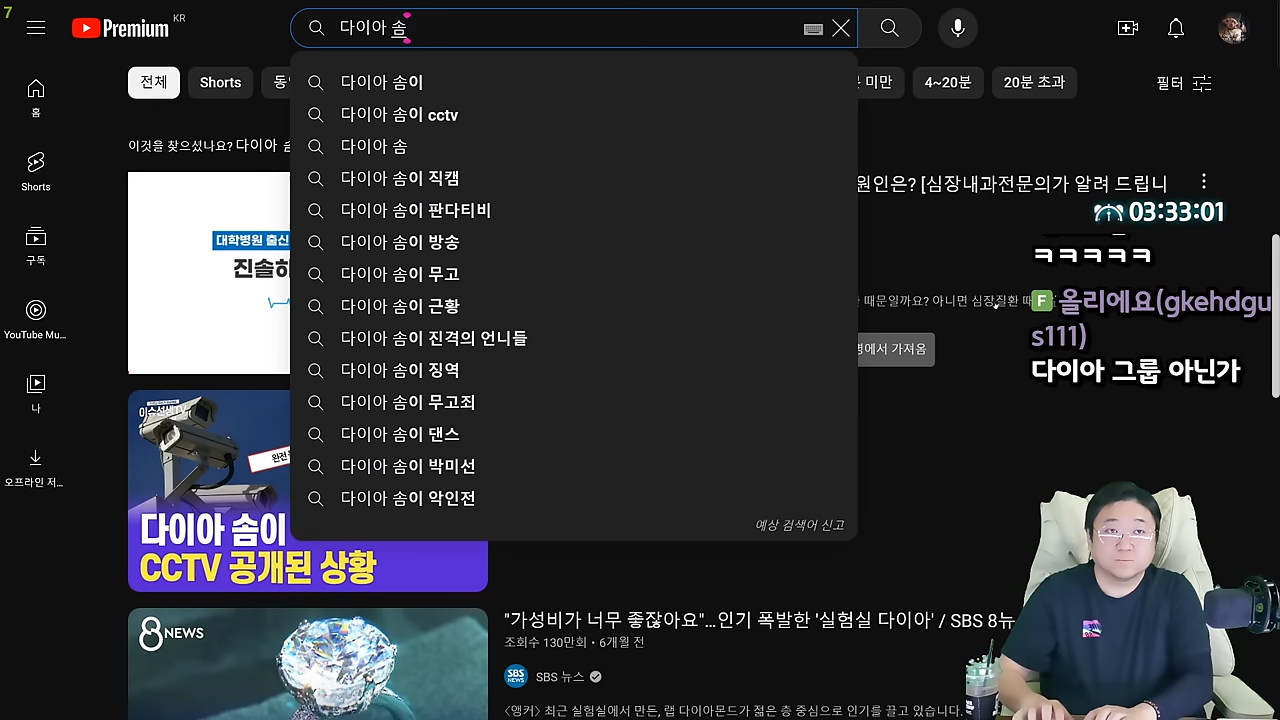 7
Premium KR
다이아 솜
전체
Shorts
미만
4~20분
20분 초과
필터
홈
Shorts
구독
YouTube Mu...
나
오프라인 저...
다이아 솜이
다이아 솜이 cctv
다이아 솜
다이아 솜이 직캠
다이아 솜이 판다티비
다이아 솜이 방송
다이아 솜이 무고
다이아 솜이 근황
다이아 솜이 진격의 언니들
다이아 솜이 징역
다이아 솜이 무고죄
다이아 솜이 댄스
다이아 솜이 박미선
다이아 솜이 악인전
예상 검색어 신고
이것을 찾으셨나요? 다이아
대학병원 출신
진솔하
원인은? [심장내과전문의가 알려 드립니
때문일까요? 아니면 심장질환 때
에서 가져옴
03:33:01
ㅋㅋㅋㅋㅋ
F 올리에요(gkehdgu
s111)
다이아 그룹 아닌가
다이아 솜이
CCTV 공개된 상황
8 NEWS
"가성비가 너무 좋잖아요"...인기 폭발한 '실험실 다이아' / SBS 8뉴
조회수 130만회 • 6개월 전
SBS NEWS SBS 뉴스
〈앵커〉 최근 실험실에서 만든, 랩 다이아몬드가 젊은 층 중심으로 인기를 끌고 있습니다.